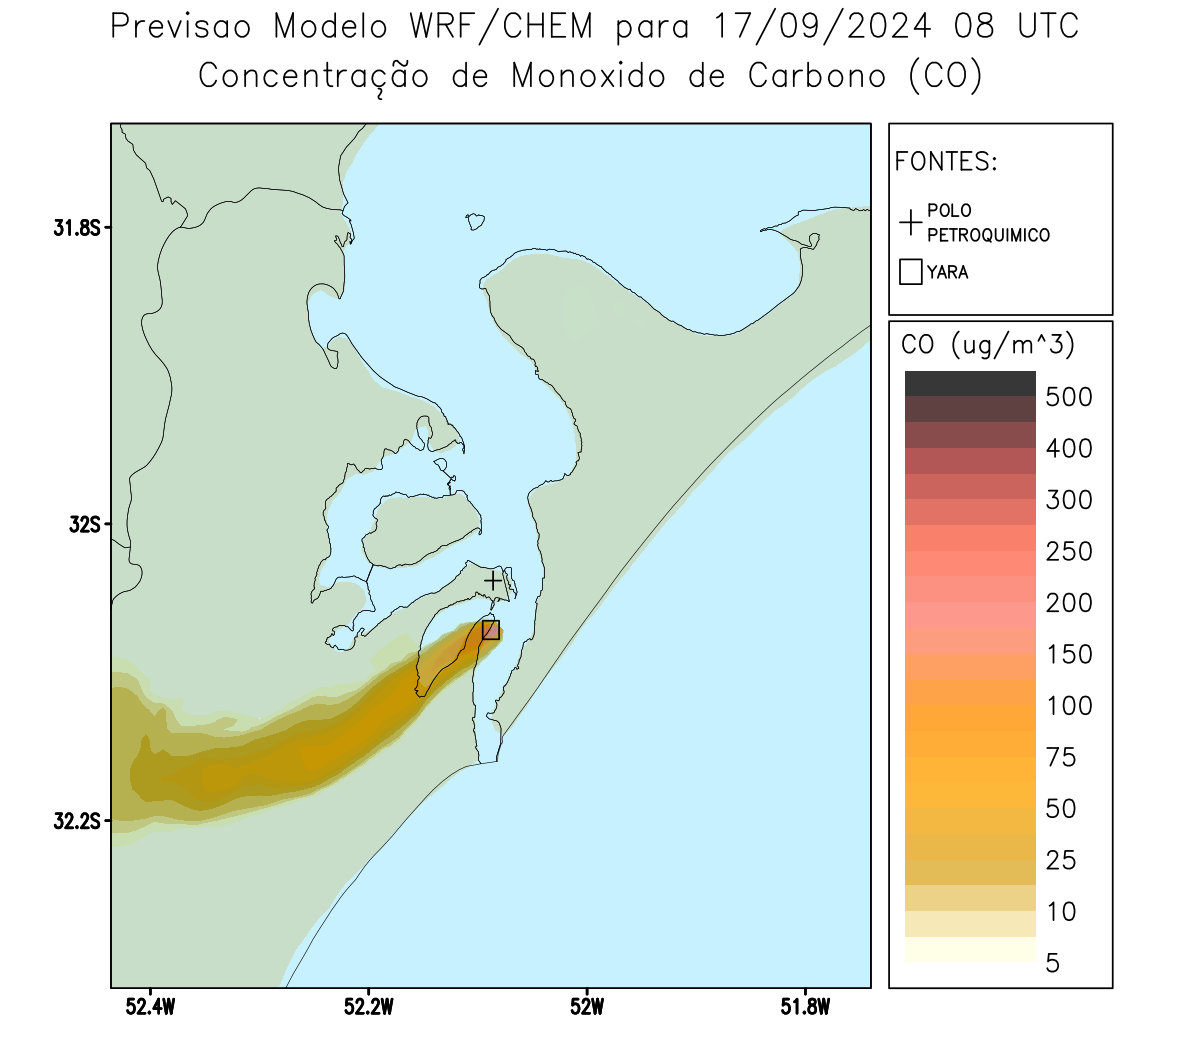 Previsao Modelo WRF/CHEM para 17/09/2024 08 UTC
Concentração de Monoxido de Carbono (CO)
FONTES:
POLO
PETROQUIMICO
YARA
CO (ug/m^3)
500
400
300
250
200
150
100
75
50
25
10
5
31.8S
32S
32.2S
52.4W
52.2W
52W
51.8W